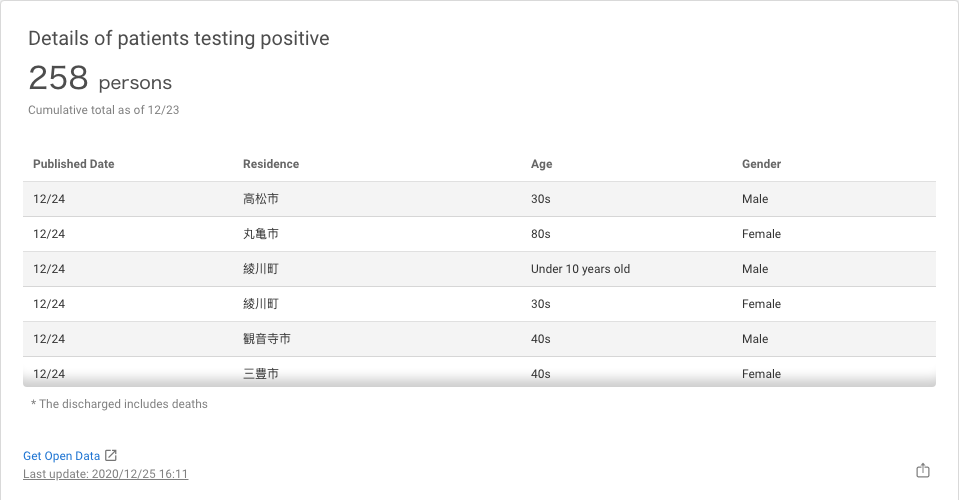 Details of patients testing positive
258 persons
Cumulative total as of 12/23
Published Date Residence Age Gender
12/24 高松市 30s Male
12/24 丸亀市 80s Female
12/24 綾川町 Under 10 years old Male
12/24 綾川町 30s Female
12/24 観音寺市 40s Male
12/24 三豊市 40s Female
* The discharged includes deaths
Get Open Data
Last update: 2020/12/25 16:11